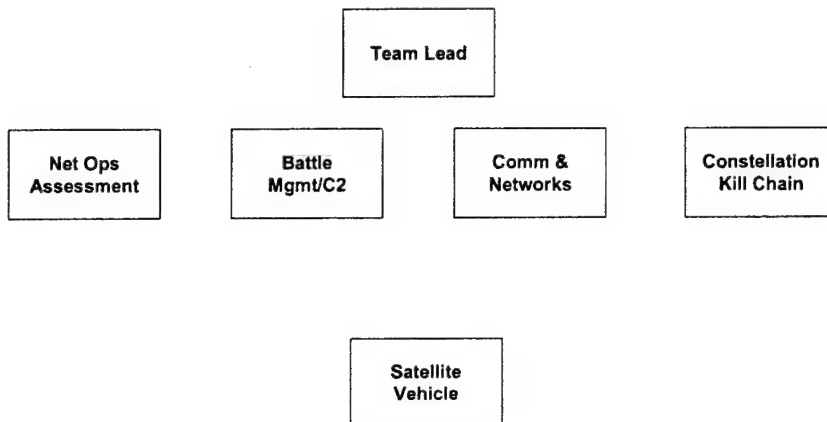 Team Lead
Net Ops
Assessment
Battle
Mgmt/C2
Comm &
Networks
Constellation
Kill Chain
Satellite
Vehicle